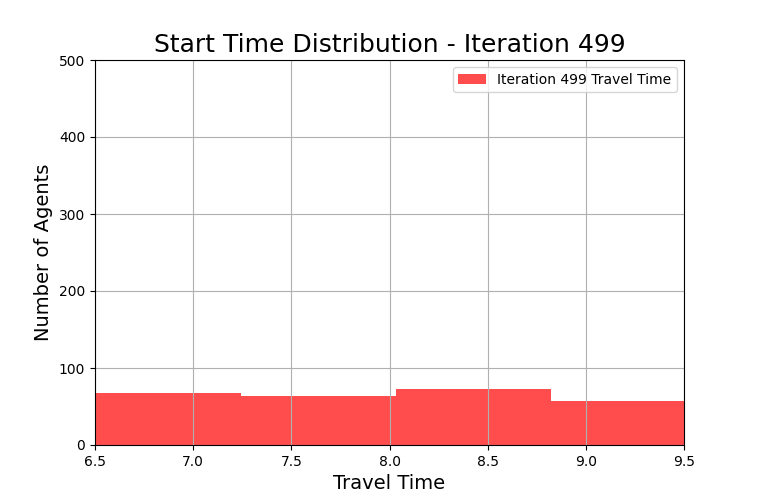 Start Time Distribution - Iteration 499
Number of Agents
500
400
300
200
100
0
Iteration 499 Travel Time
6.5 7.0 7.5 8.0 8.5 9.0 9.5
Travel Time